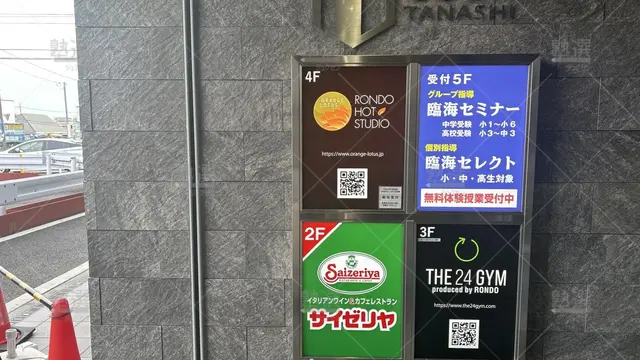 TANASHI
4F
ORANGE LOTUS
RONDO
HOT
STUDIO
https://www.orange-lotus.jp
受付5F
グループ指導
臨海セミナー
中学受験 小1～小6
高校受験 小3～中3
個別指導
臨海セレクト
小・中・高生対象
無料体験授業受付中
2F
Saizeriya
イタリアンワイン&カフェレストラン
サイゼリヤ
3F
THE 24 GYM
produced by RONDO
https://www.the24gym.com
塾選